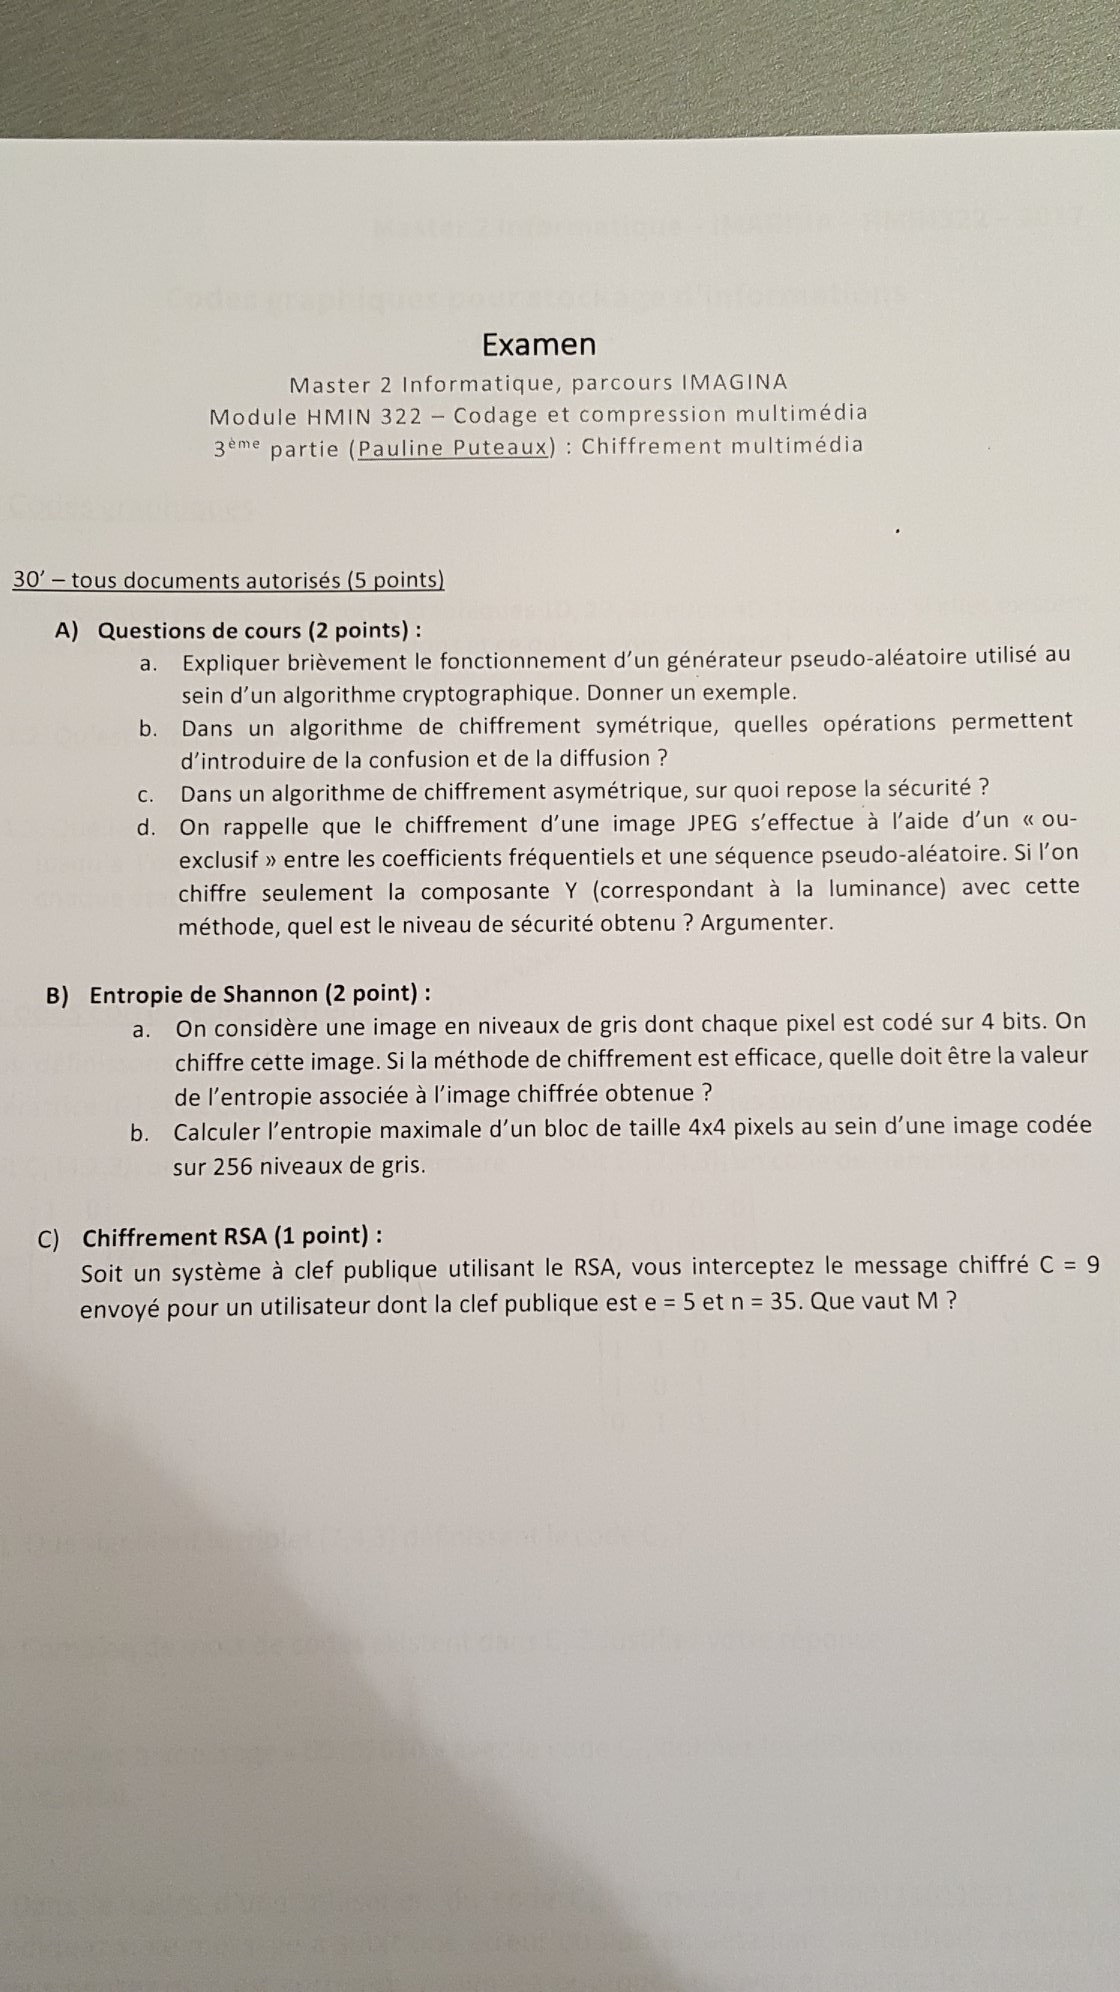 Examen
Master 2 Informatique, parcours IMAGINA
Module HMIN 322 – Codage et compression multimédia
3ème partie (Pauline Puteaux) : Chiffrement multimédia
30' – tous documents autorisés (5 points)
A) Questions de cours (2 points) :
a. Expliquer brièvement le fonctionnement d'un générateur pseudo-aléatoire utilisé au
sein d'un algorithme cryptographique. Donner un exemple.
b. Dans un algorithme de chiffrement symétrique, quelles opérations permettent
d'introduire de la confusion et de la diffusion ?
c. Dans un algorithme de chiffrement asymétrique, sur quoi repose la sécurité ?
d. On rappelle que le chiffrement d'une image JPEG s'effectue à l'aide d'un « ou-
exclusif » entre les coefficients fréquentiels et une séquence pseudo-aléatoire. Si l'on
chiffre seulement la composante Y (correspondant à la luminance) avec cette
méthode, quel est le niveau de sécurité obtenu ? Argumenter.
B) Entropie de Shannon (2 point) :
a. On considère une image en niveaux de gris dont chaque pixel est codé sur 4 bits. On
chiffre cette image. Si la méthode de chiffrement est efficace, quelle doit être la valeur
de l'entropie associée à l'image chiffrée obtenue ?
b. Calculer l'entropie maximale d'un bloc de taille 4x4 pixels au sein d'une image codée
sur 256 niveaux de gris.
C) Chiffrement RSA (1 point) :
Soit un système à clef publique utilisant le RSA, vous interceptez le message chiffré C = 9
envoyé pour un utilisateur dont la clef publique est e = 5 et n = 35. Que vaut M ?